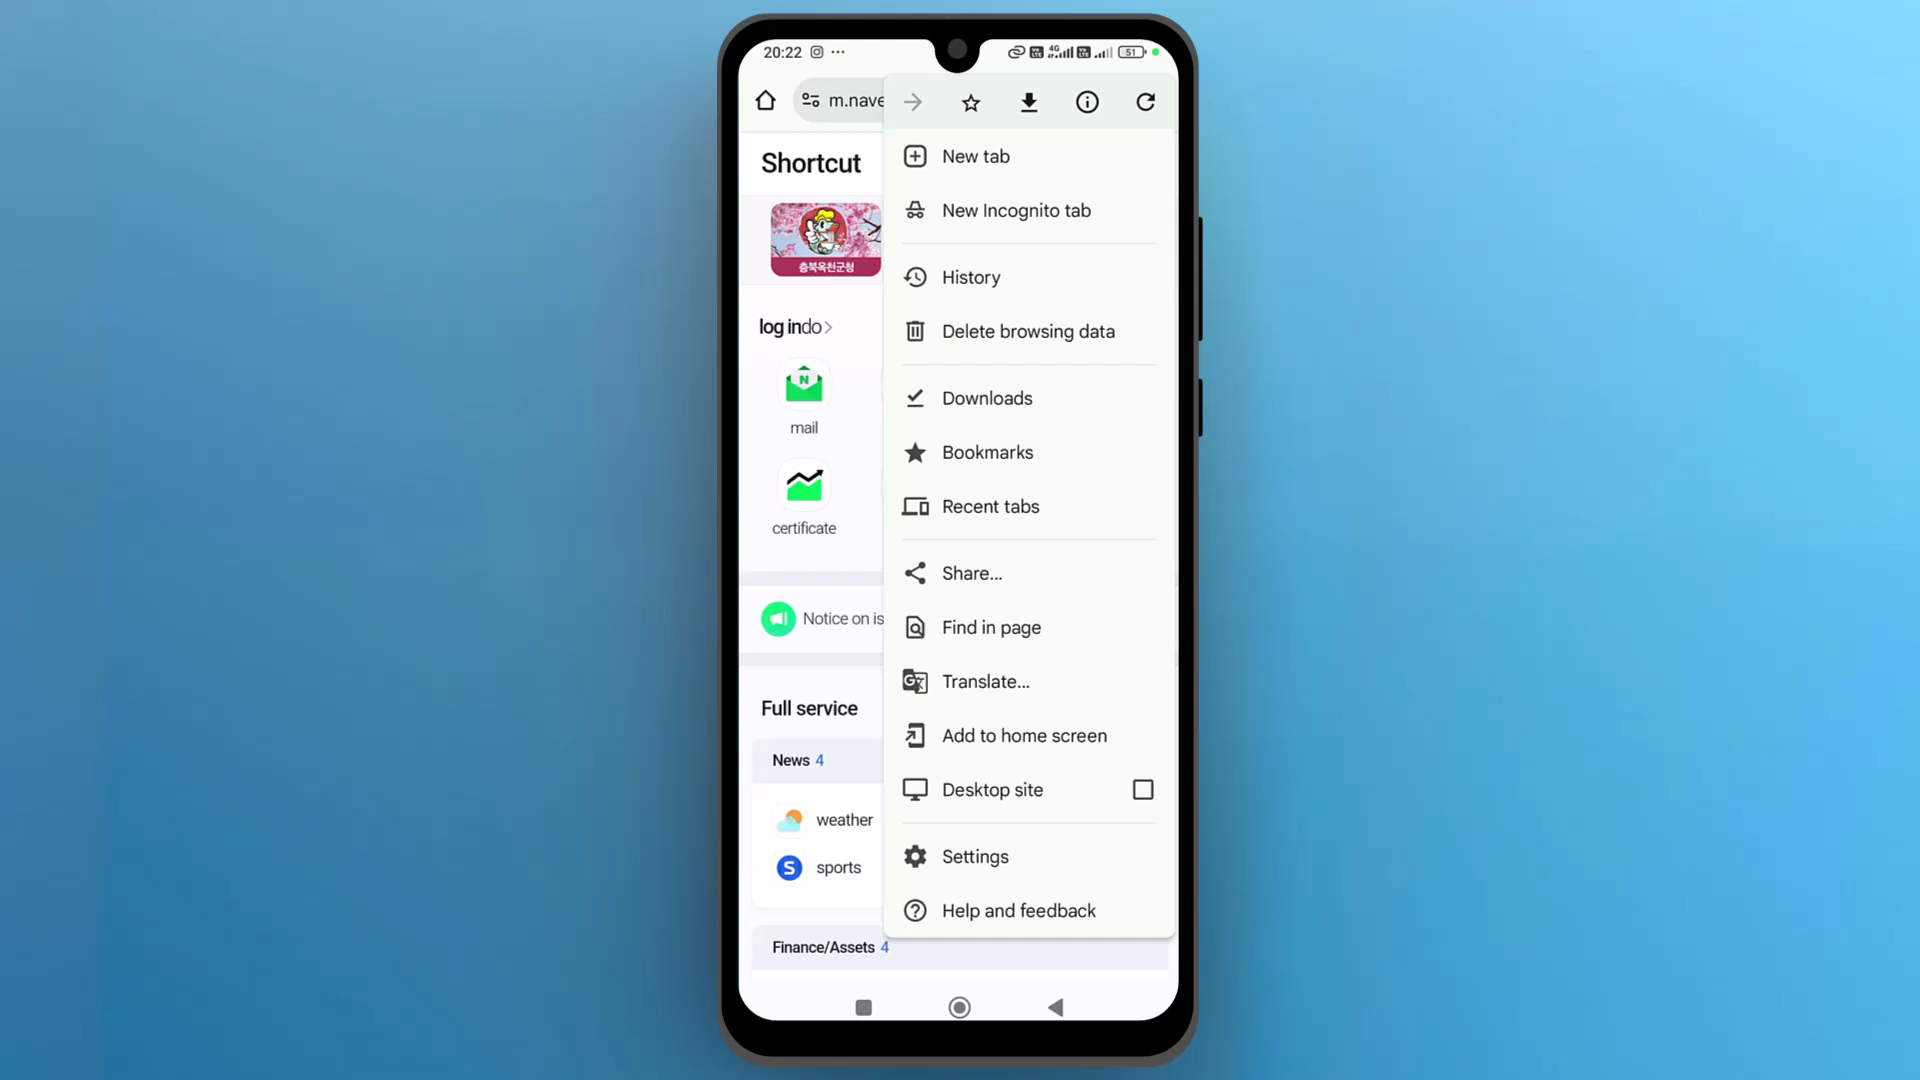 20:22
51
m.nave
Shortcut
충북옥천군청
log indo
mail
certificate
Notice on is
Full service
News 4
weather
S sports
Finance/Assets 4
New tab
New Incognito tab
History
Delete browsing data
Downloads
Bookmarks
Recent tabs
Share...
Find in page
Translate...
Add to home screen
Desktop site
Settings
Help and feedback